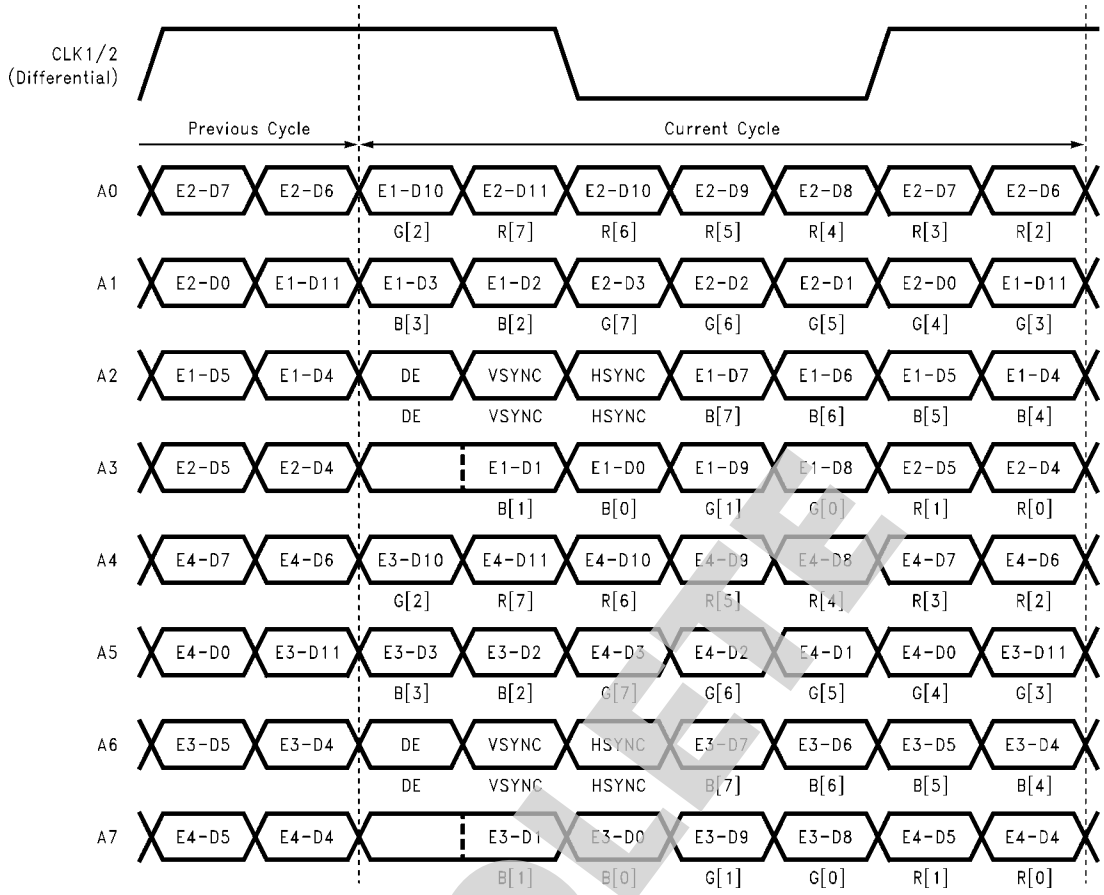 CLK1/2
(Differential)
Previous Cycle Current Cycle
A0 E2-D7 E2-D6 E1-D10 E2-D11 E2-D10 E2-D9 E2-D8 E2-D7 E2-D6
G[2] R[7] R[6] R[5] R[4] R[3] R[2]
A1 E2-D0 E1-D11 E1-D3 E1-D2 E2-D3 E2-D2 E2-D1 E2-D0 E1-D11
B[3] B[2] G[7] G[6] G[5] G[4] G[3]
A2 E1-D5 E1-D4 DE VSYNC HSYNC E1-D7 E1-D6 E1-D5 E1-D4
DE VSYNC HSYNC B[7] B[6] B[5] B[4]
A3 E2-D5 E2-D4 E1-D1 E1-D0 E1-D9 E1-D8 E2-D5 E2-D4
B[1] B[0] G[1] G[0] R[1] R[0]
A4 E4-D7 E4-D6 E3-D10 E4-D11 E4-D10 E4-D9 E4-D8 E4-D7 E4-D6
G[2] R[7] R[6] R[5] R[4] R[3] R[2]
A5 E4-D0 E3-D11 E3-D3 E3-D2 E4-D3 E4-D2 E4-D1 E4-D0 E3-D11
B[3] B[2] G[7] G[6] G[5] G[4] G[3]
A6 E3-D5 E3-D4 DE VSYNC HSYNC E3-D7 E3-D6 E3-D5 E3-D4
DE VSYNC HSYNC B[7] B[6] B[5] B[4]
A7 E4-D5 E4-D4 E3-D1 E3-D0 E3-D9 E3-D8 E4-D5 E4-D4
B[1] B[0] G[1] G[0] R[1] R[0]